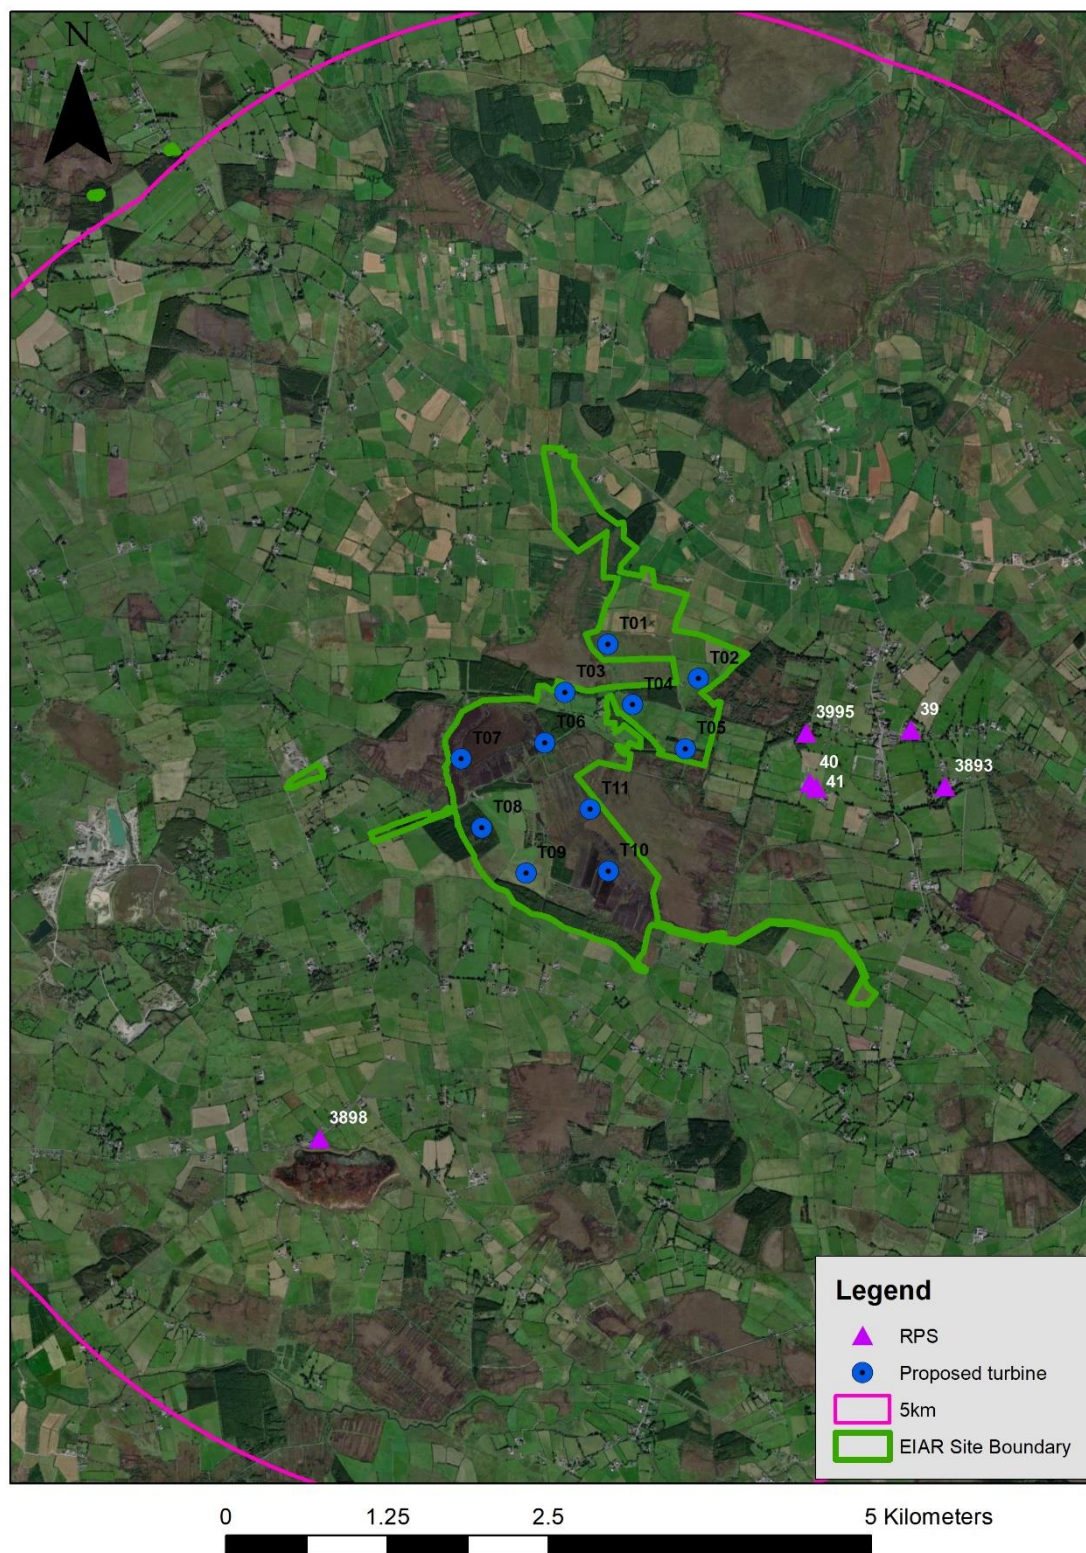 N
T01
T02
T03
T04
T05
T06
T07
T11
T08
T09
T10
3995
39
40
41
3893
3898
Legend
RPS
Proposed turbine
5km
EIAR Site Boundary
0 1.25 2.5 5 Kilometers